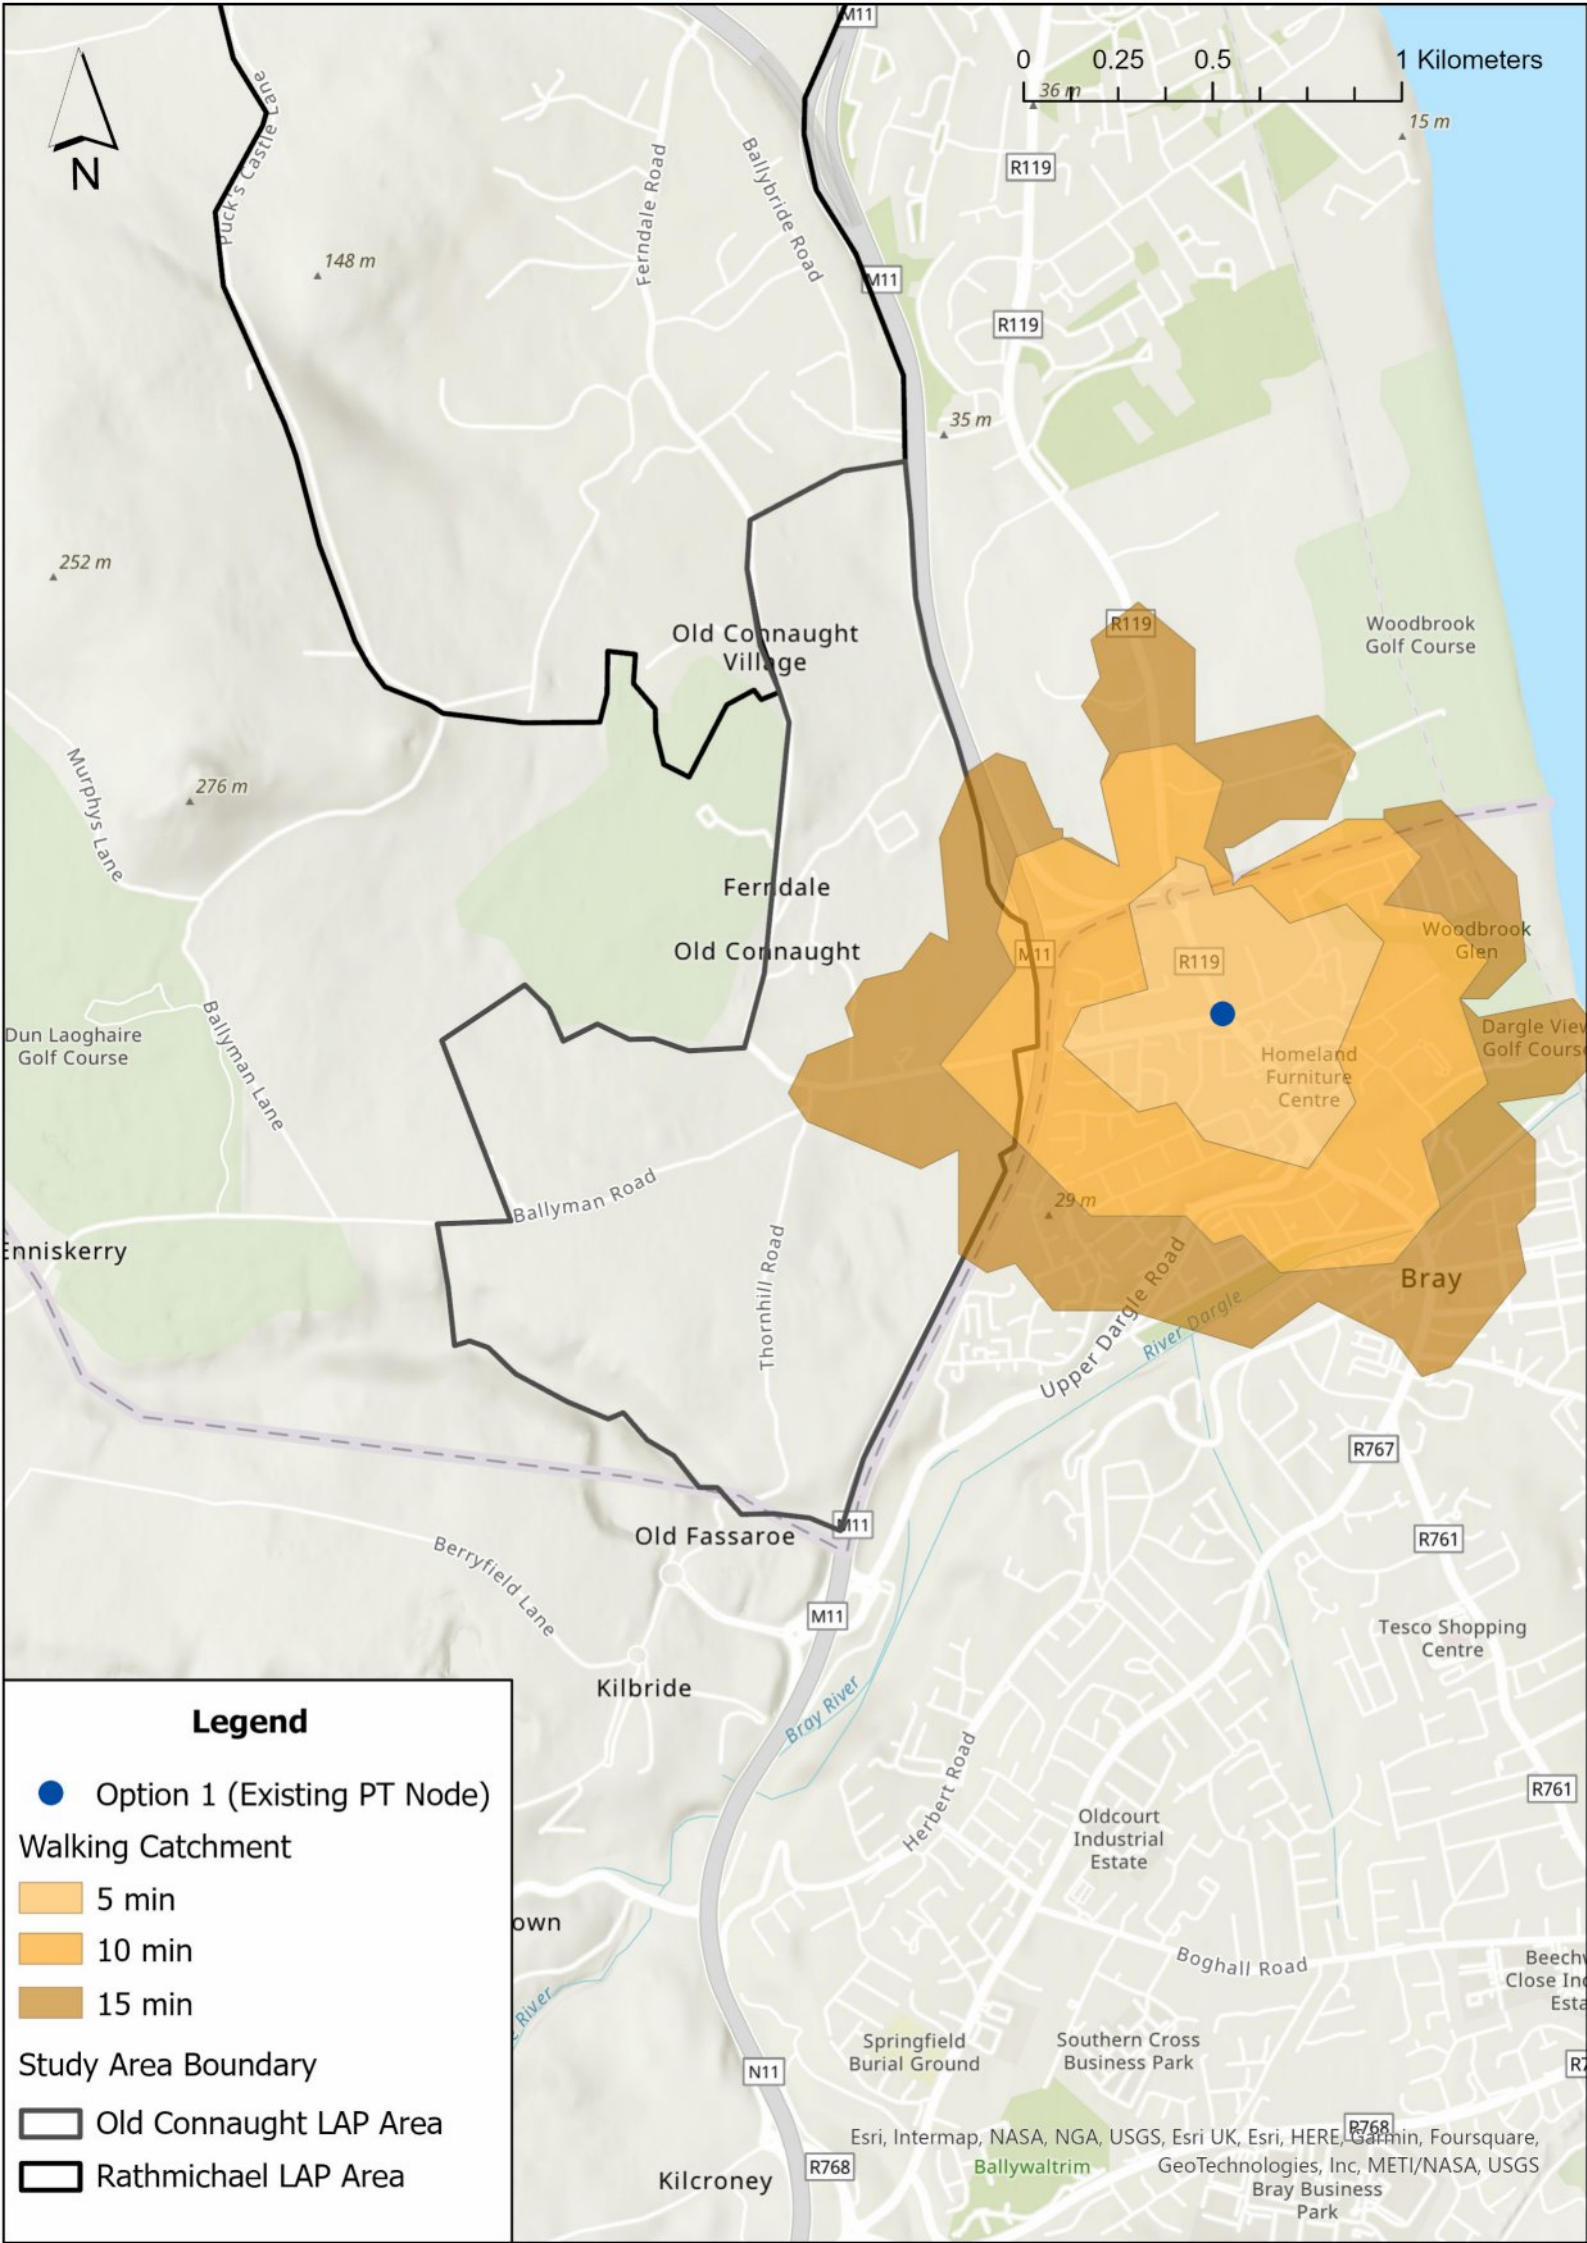 M11
0 0.25 0.5 1 Kilometers
36 m
15 m
N
Puck's Castle Lane
Ferndale Road
Ballybride Road
R119
148 m
M11
R119
35 m
252 m
Old Connaught
Village
R119
Woodbrook
Golf Course
Murphys Lane
276 m
Ferndale
Old Connaught
M11
R119
Woodbrook
Glen
Dun Laoghaire
Golf Course
Ballyman Lane
Homeland
Furniture
Centre
Dargle View
Golf Course
Ballyman Road
29 m
Enniskerry
Thornhill Road
Upper Dargle Road
River Dargle
Bray
R767
M11
Old Fassaroe
R761
Berryfield Lane
M11
Tesco Shopping
Centre
Kilbride
Bray River
Herbert Road
R761
Oldcourt
Industrial
Estate
own
Boghall Road
Beechw
Close Ind
Esta
e River
Springfield
Burial Ground
Southern Cross
Business Park
N11
R7
R768
Esri, Intermap, NASA, NGA, USGS, Esri UK, Esri, HERE, Garmin, Foursquare,
GeoTechnologies, Inc, METI/NASA, USGS
Ballywaltrim
Kilcroney
R768
Bray Business
Park
Legend
Option 1 (Existing PT Node)
Walking Catchment
5 min
10 min
15 min
Study Area Boundary
Old Connaught LAP Area
Rathmichael LAP Area